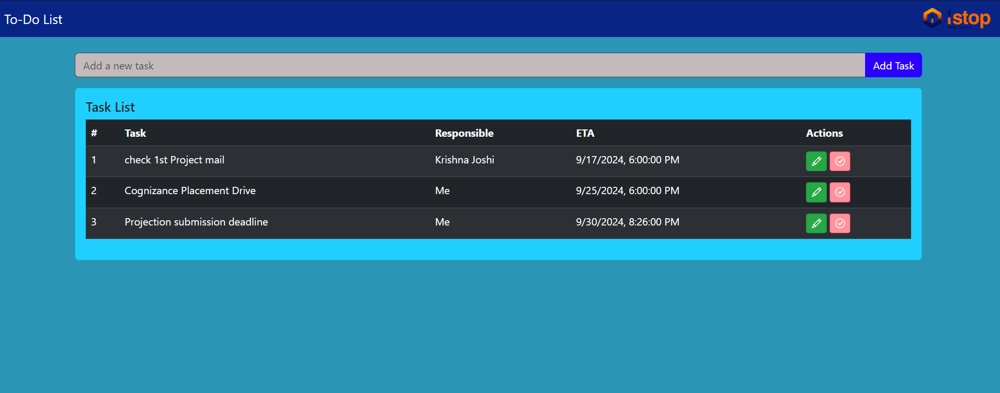 To-Do List
1stop
Add a new task
Add Task
Task List
# Task Responsible ETA Actions
1 check 1st Project mail Krishna Joshi 9/17/2024, 6:00:00 PM
2 Cognizance Placement Drive Me 9/25/2024, 6:00:00 PM
3 Projection submission deadline Me 9/30/2024, 8:26:00 PM